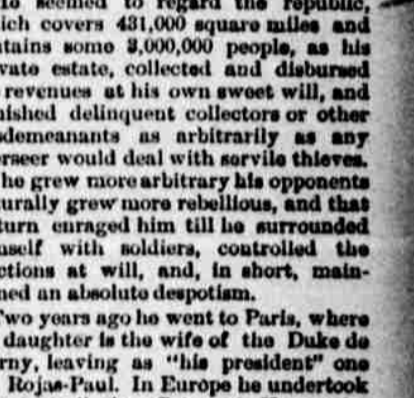 seemed to regard the republic,
ich covers 431,000 square miles and
tains some 3,000,000 people, as his
vate estate, collected and disbursed
revenues at his own sweet will, and
nished delinquent collectors or other
sdemeanants as arbitrarily as any
rseer would deal with servile thieves.
he grew more arbitrary his opponents
urally grew more rebellious, and that
turn enraged him till he surrounded
nself with soldiers, controlled the
ctions at will, and, in short, main-
ned an absolute despotism.
Two years ago he went to Paris, where
daughter is the wife of the Duke de
rny, leaving as "his president" one
Rojas-Paul. In Europe he undertook